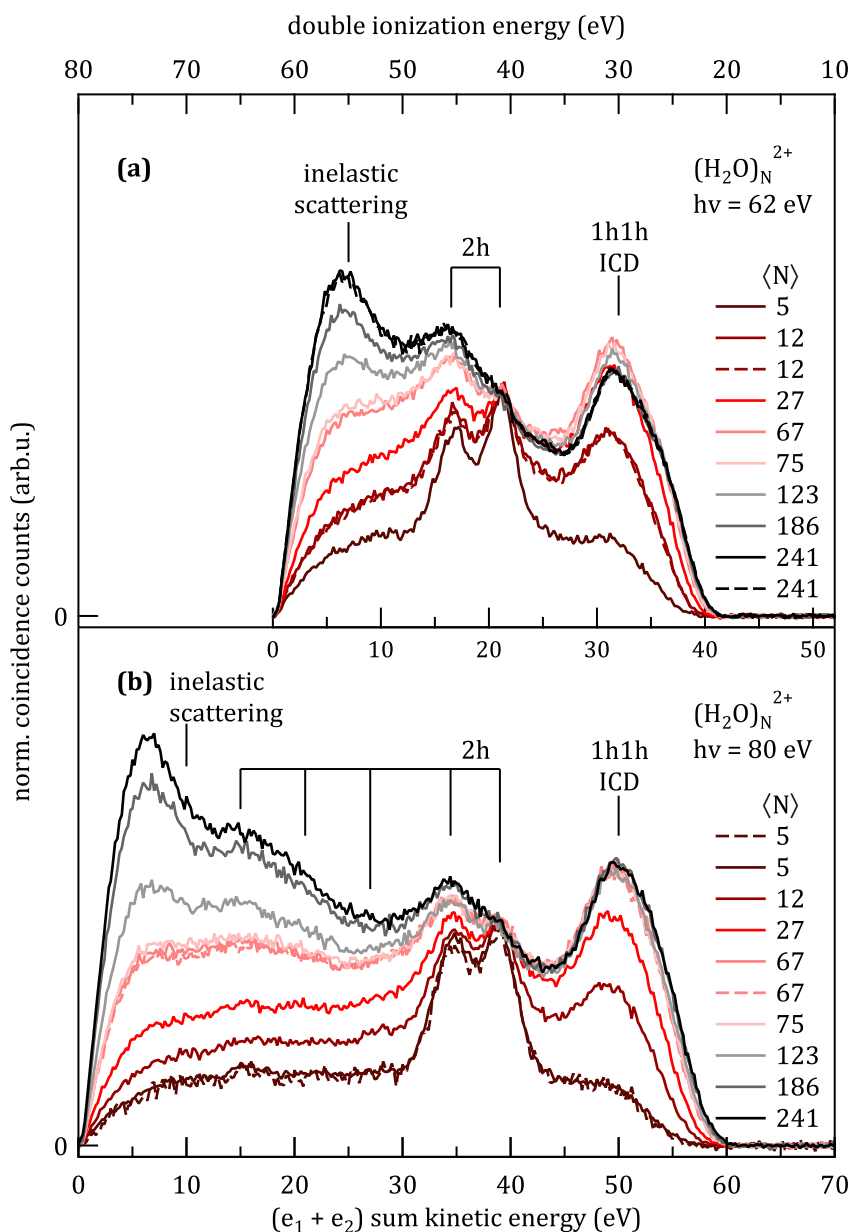 double ionization energy (eV)
80 70 60 50 40 30 20 10
(a)
inelastic
scattering
2h
1h1h
ICD
(H₂O)N²⁺
hν = 62 eV
⟨N⟩
5
12
12
27
67
75
123
186
241
241
0
0 10 20 30 40 50
norm. coincidence counts (arb.u.)
(b)
inelastic
scattering
2h
1h1h
ICD
(H₂O)N²⁺
hν = 80 eV
⟨N⟩
5
5
12
27
67
67
75
123
186
241
0
0 10 20 30 40 50 60 70
(e₁ + e₂) sum kinetic energy (eV)